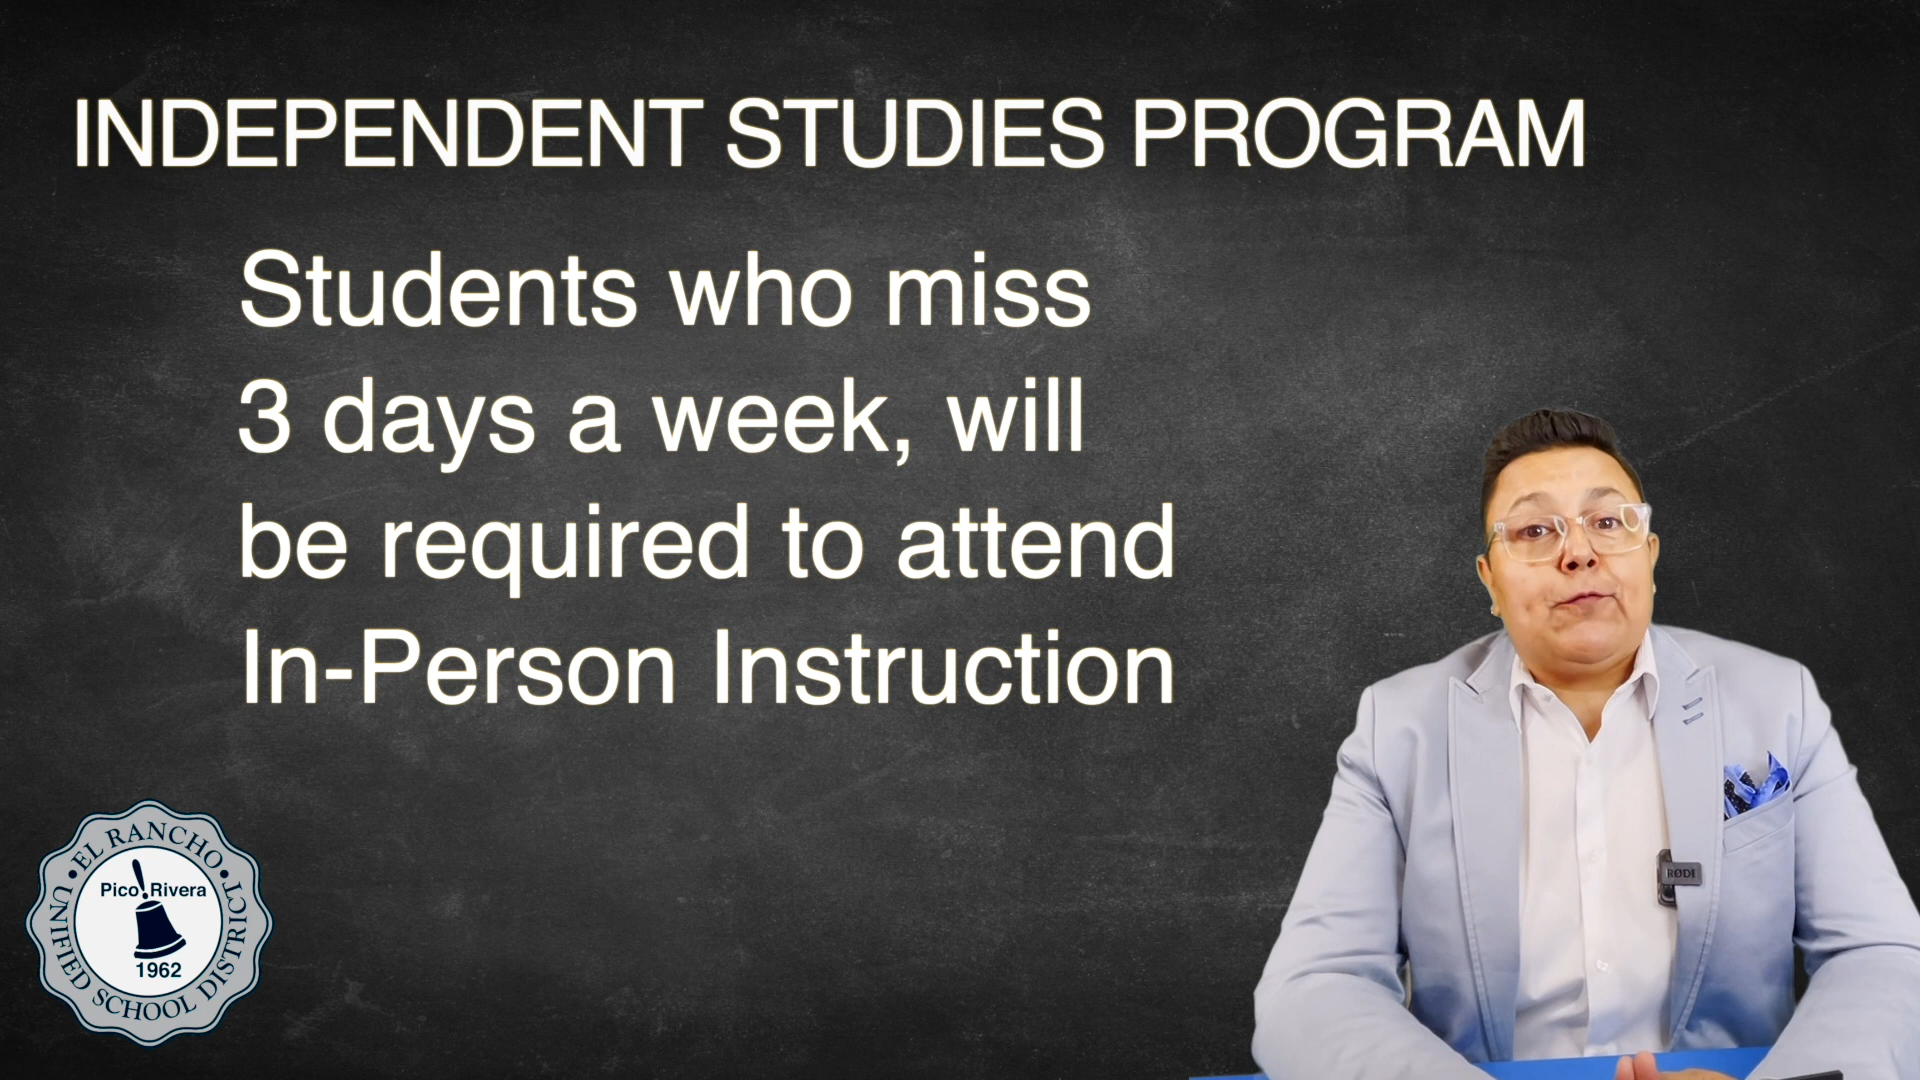 INDEPENDENT STUDIES PROGRAM
Students who miss
3 days a week, will
be required to attend
In-Person Instruction
RØDE
• EL RANCHO •
UNIFIED SCHOOL DISTRICT
Pico Rivera
1962